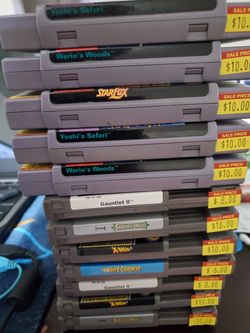 Yoshi's Safari
SALE PRICE
$10.00
Wario's Woods
SALE PRICE
$10.00
STARFOX
SALE PRICE
$10.00
Yoshi's Safari
SALE PRICE
$10.00
Wario's Woods
SALE PRICE
$10.00
Gauntlet II
SALE PRICE
$ 8.00
SALE PRICE
$10.00
X-MEN
SALE PRICE
$10.00
SALE PRICE
$ 8.00
Gauntlet II
SALE PRICE
$ 8.00
X-MEN
SALE PRICE
$10.00
SALE PRICE
$10.00